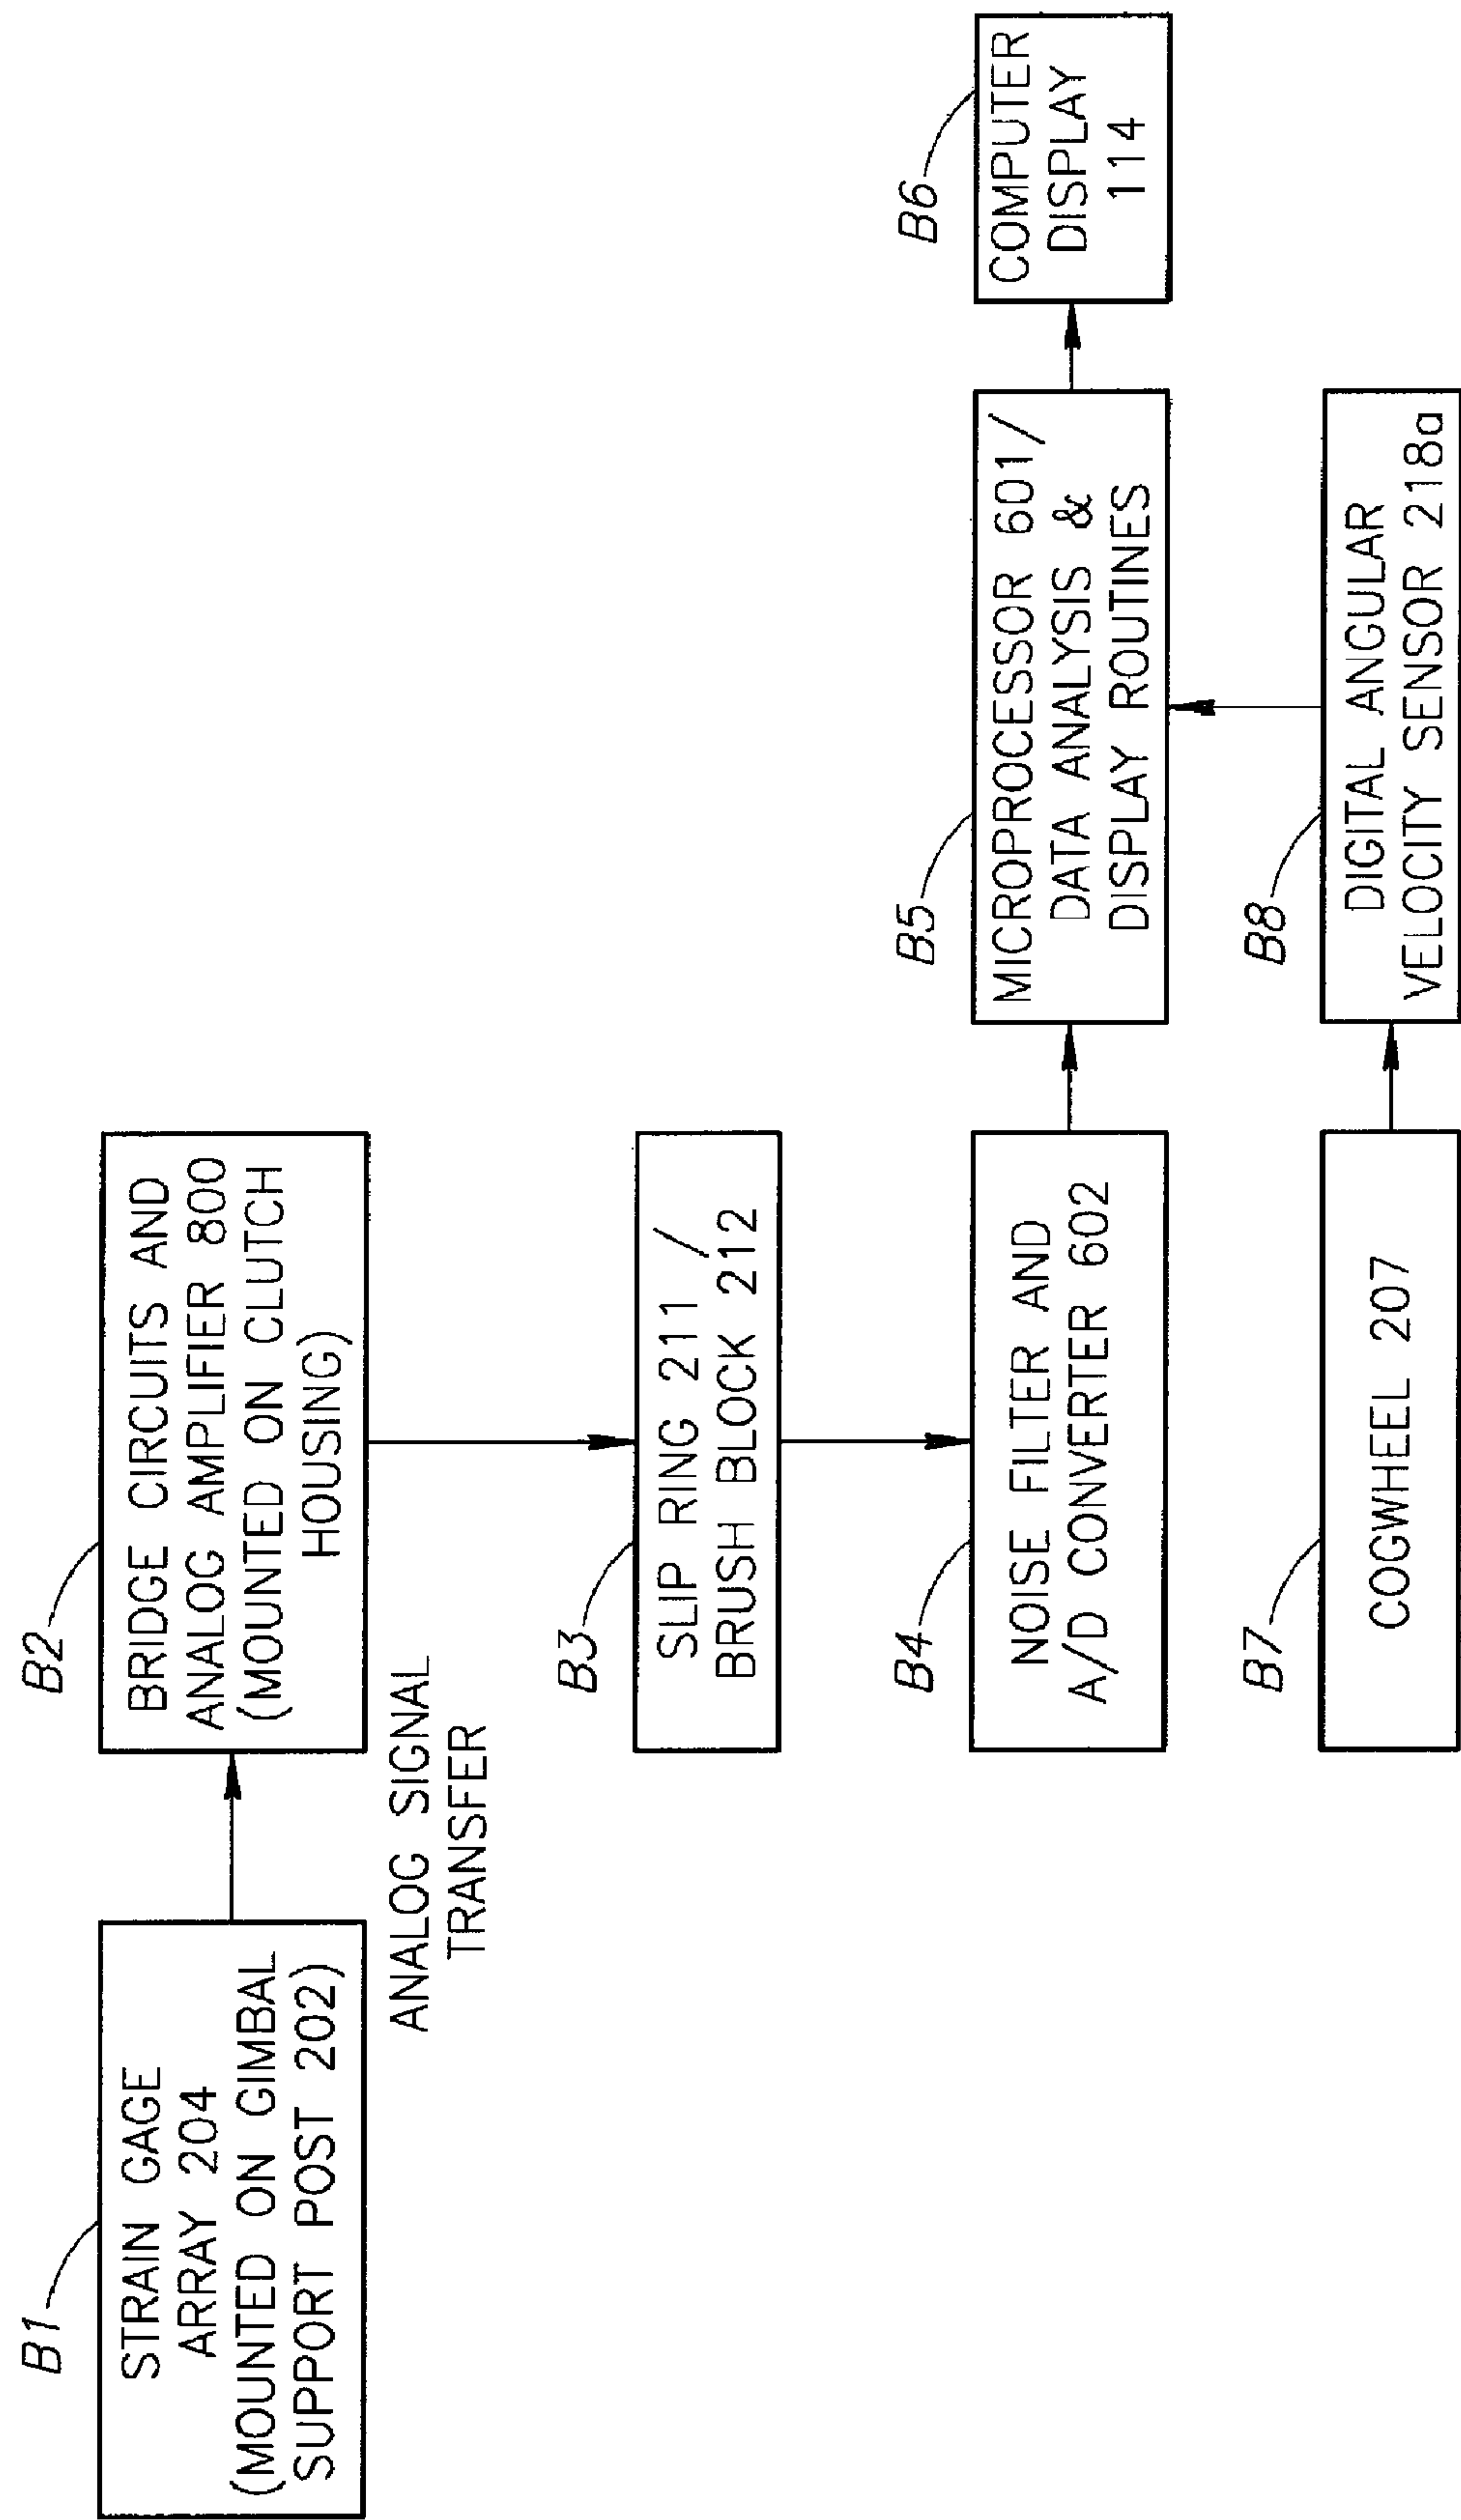 B1
STRAIN GAGE
ARRAY 204
(MOUNTED ON GIMBAL
SUPPORT POST 202)
B2
BRIDGE CIRCUITS AND
ANALOG AMPLIFIER 800
(MOUNTED ON CLUTCH
HOUSING)
ANALOG SIGNAL
TRANSFER
B3
SLIP RING 211 /
BRUSH BLOCK 212
B4
NOISE FILTER AND
A/D CONVERTER 602
B5
MICROPROCESSOR 601/
DATA ANALYSIS &
DISPLAY ROUTINES
B6
COMPUTER
DISPLAY
114
B7
COGWHEEL 207
B8
DIGITAL ANGULAR
VELOCITY SENSOR 218a